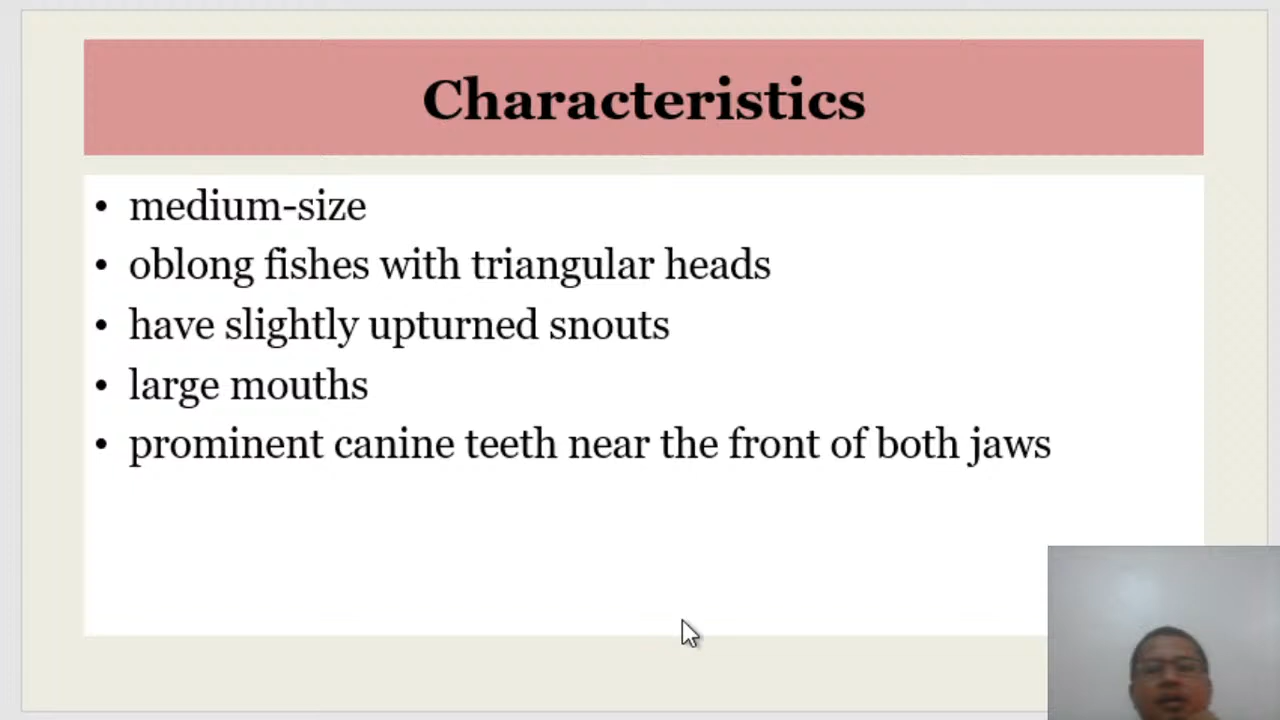 Characteristics
• medium-size
• oblong fishes with triangular heads
• have slightly upturned snouts
• large mouths
• prominent canine teeth near the front of both jaws